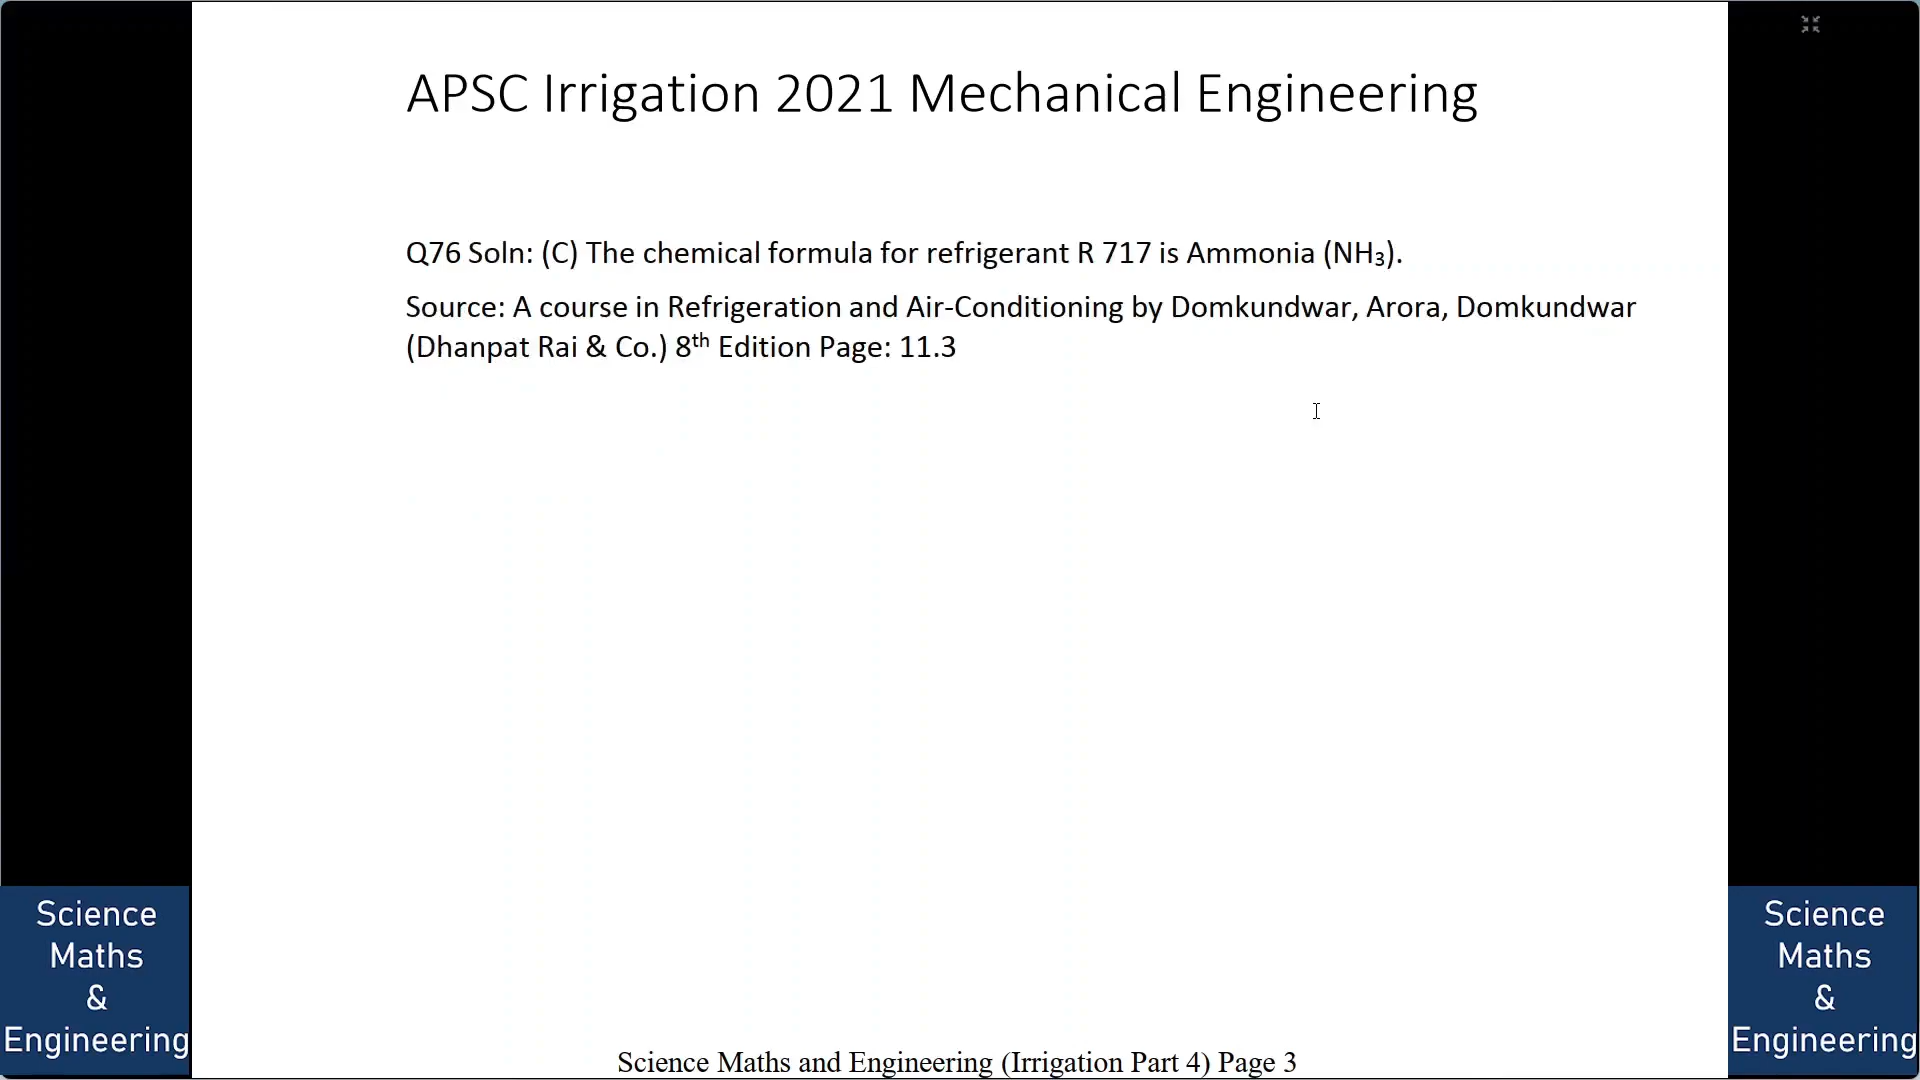 APSC Irrigation 2021 Mechanical Engineering
Q76 Soln: (C) The chemical formula for refrigerant R 717 is Ammonia (NH₃).
Source: A course in Refrigeration and Air-Conditioning by Domkundwar, Arora, Domkundwar
(Dhanpat Rai & Co.) 8th Edition Page: 11.3
Science
Maths
&
Engineering
Science
Maths
&
Engineering
Science Maths and Engineering (Irrigation Part 4) Page 3